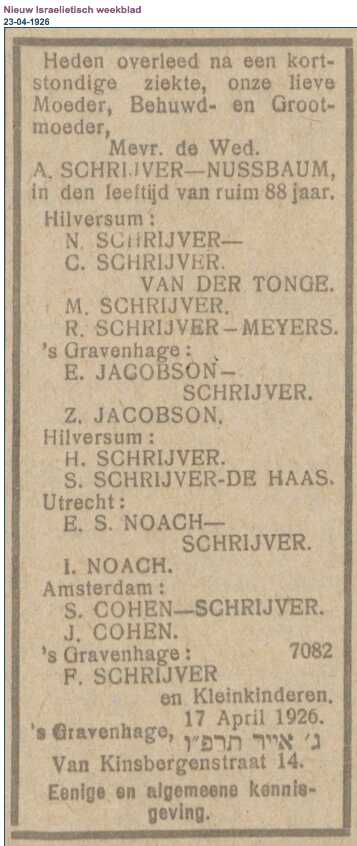 Nieuw Israelietisch weekblad
23-04-1926
Heden overleed na een kort-
stondige ziekte, onze lieve
Moeder, Behuwd- en Groot-
moeder,
Mevr. de Wed.
A. SCHRIJVER—NUSSBAUM,
in den leeftijd van ruim 88 jaar.
Hilversum :
N. SCHRIJVER—
C. SCHRIJVER.
VAN DER TONGE.
M. SCHRIJVER.
R. SCHRIJVER – MEYERS.
's Gravenhage :
E. JACOBSON –
SCHRIJVER.
Z. JACOBSON.
Hilversum :
H. SCHRIJVER.
S. SCHRIJVER-DE HAAS.
Utrecht :
E. S. NOACH—
SCHRIJVER.
I. NOACH.
Amsterdam :
S. COHEN—SCHRIJVER.
J. COHEN.
's Gravenhage : 7082
F. SCHRIJVER
en Kleinkinderen.
's Gravenhage, 17 April 1926.
ג' אייר תרפ"ו
Van Kinsbergenstraat 14.
Eenige en algemeene kennis-
geving.